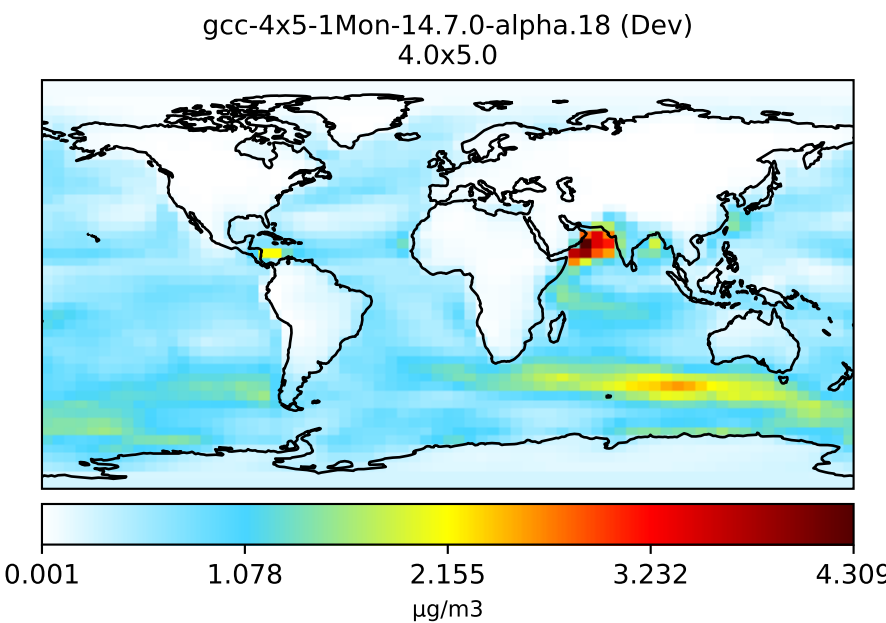 gcc-4x5-1Mon-14.7.0-alpha.18 (Dev)
4.0x5.0
0.001 1.078 2.155 3.232 4.309
μg/m3